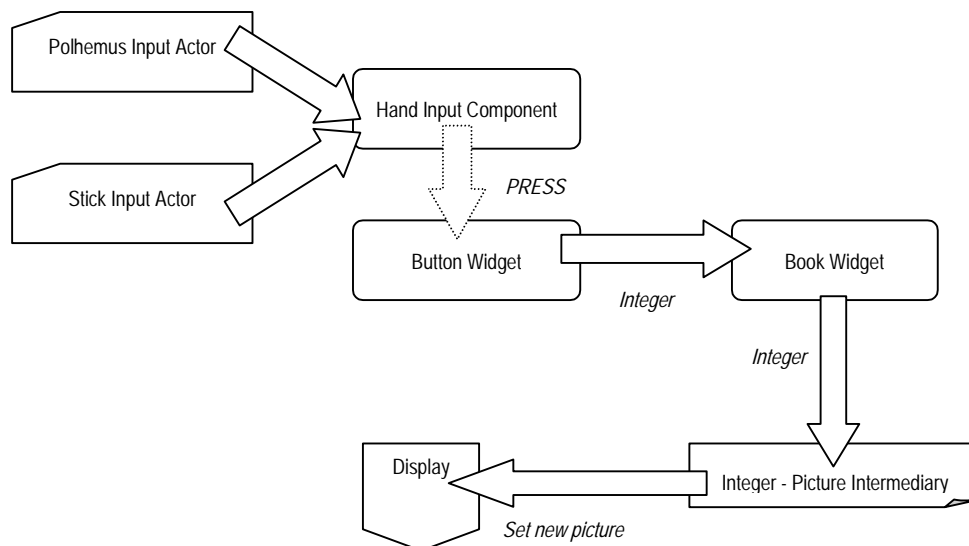 Polhemus Input Actor
Hand Input Component
Stick Input Actor
PRESS
Button Widget
Book Widget
Integer
Integer
Display
Integer - Picture Intermediary
Set new picture